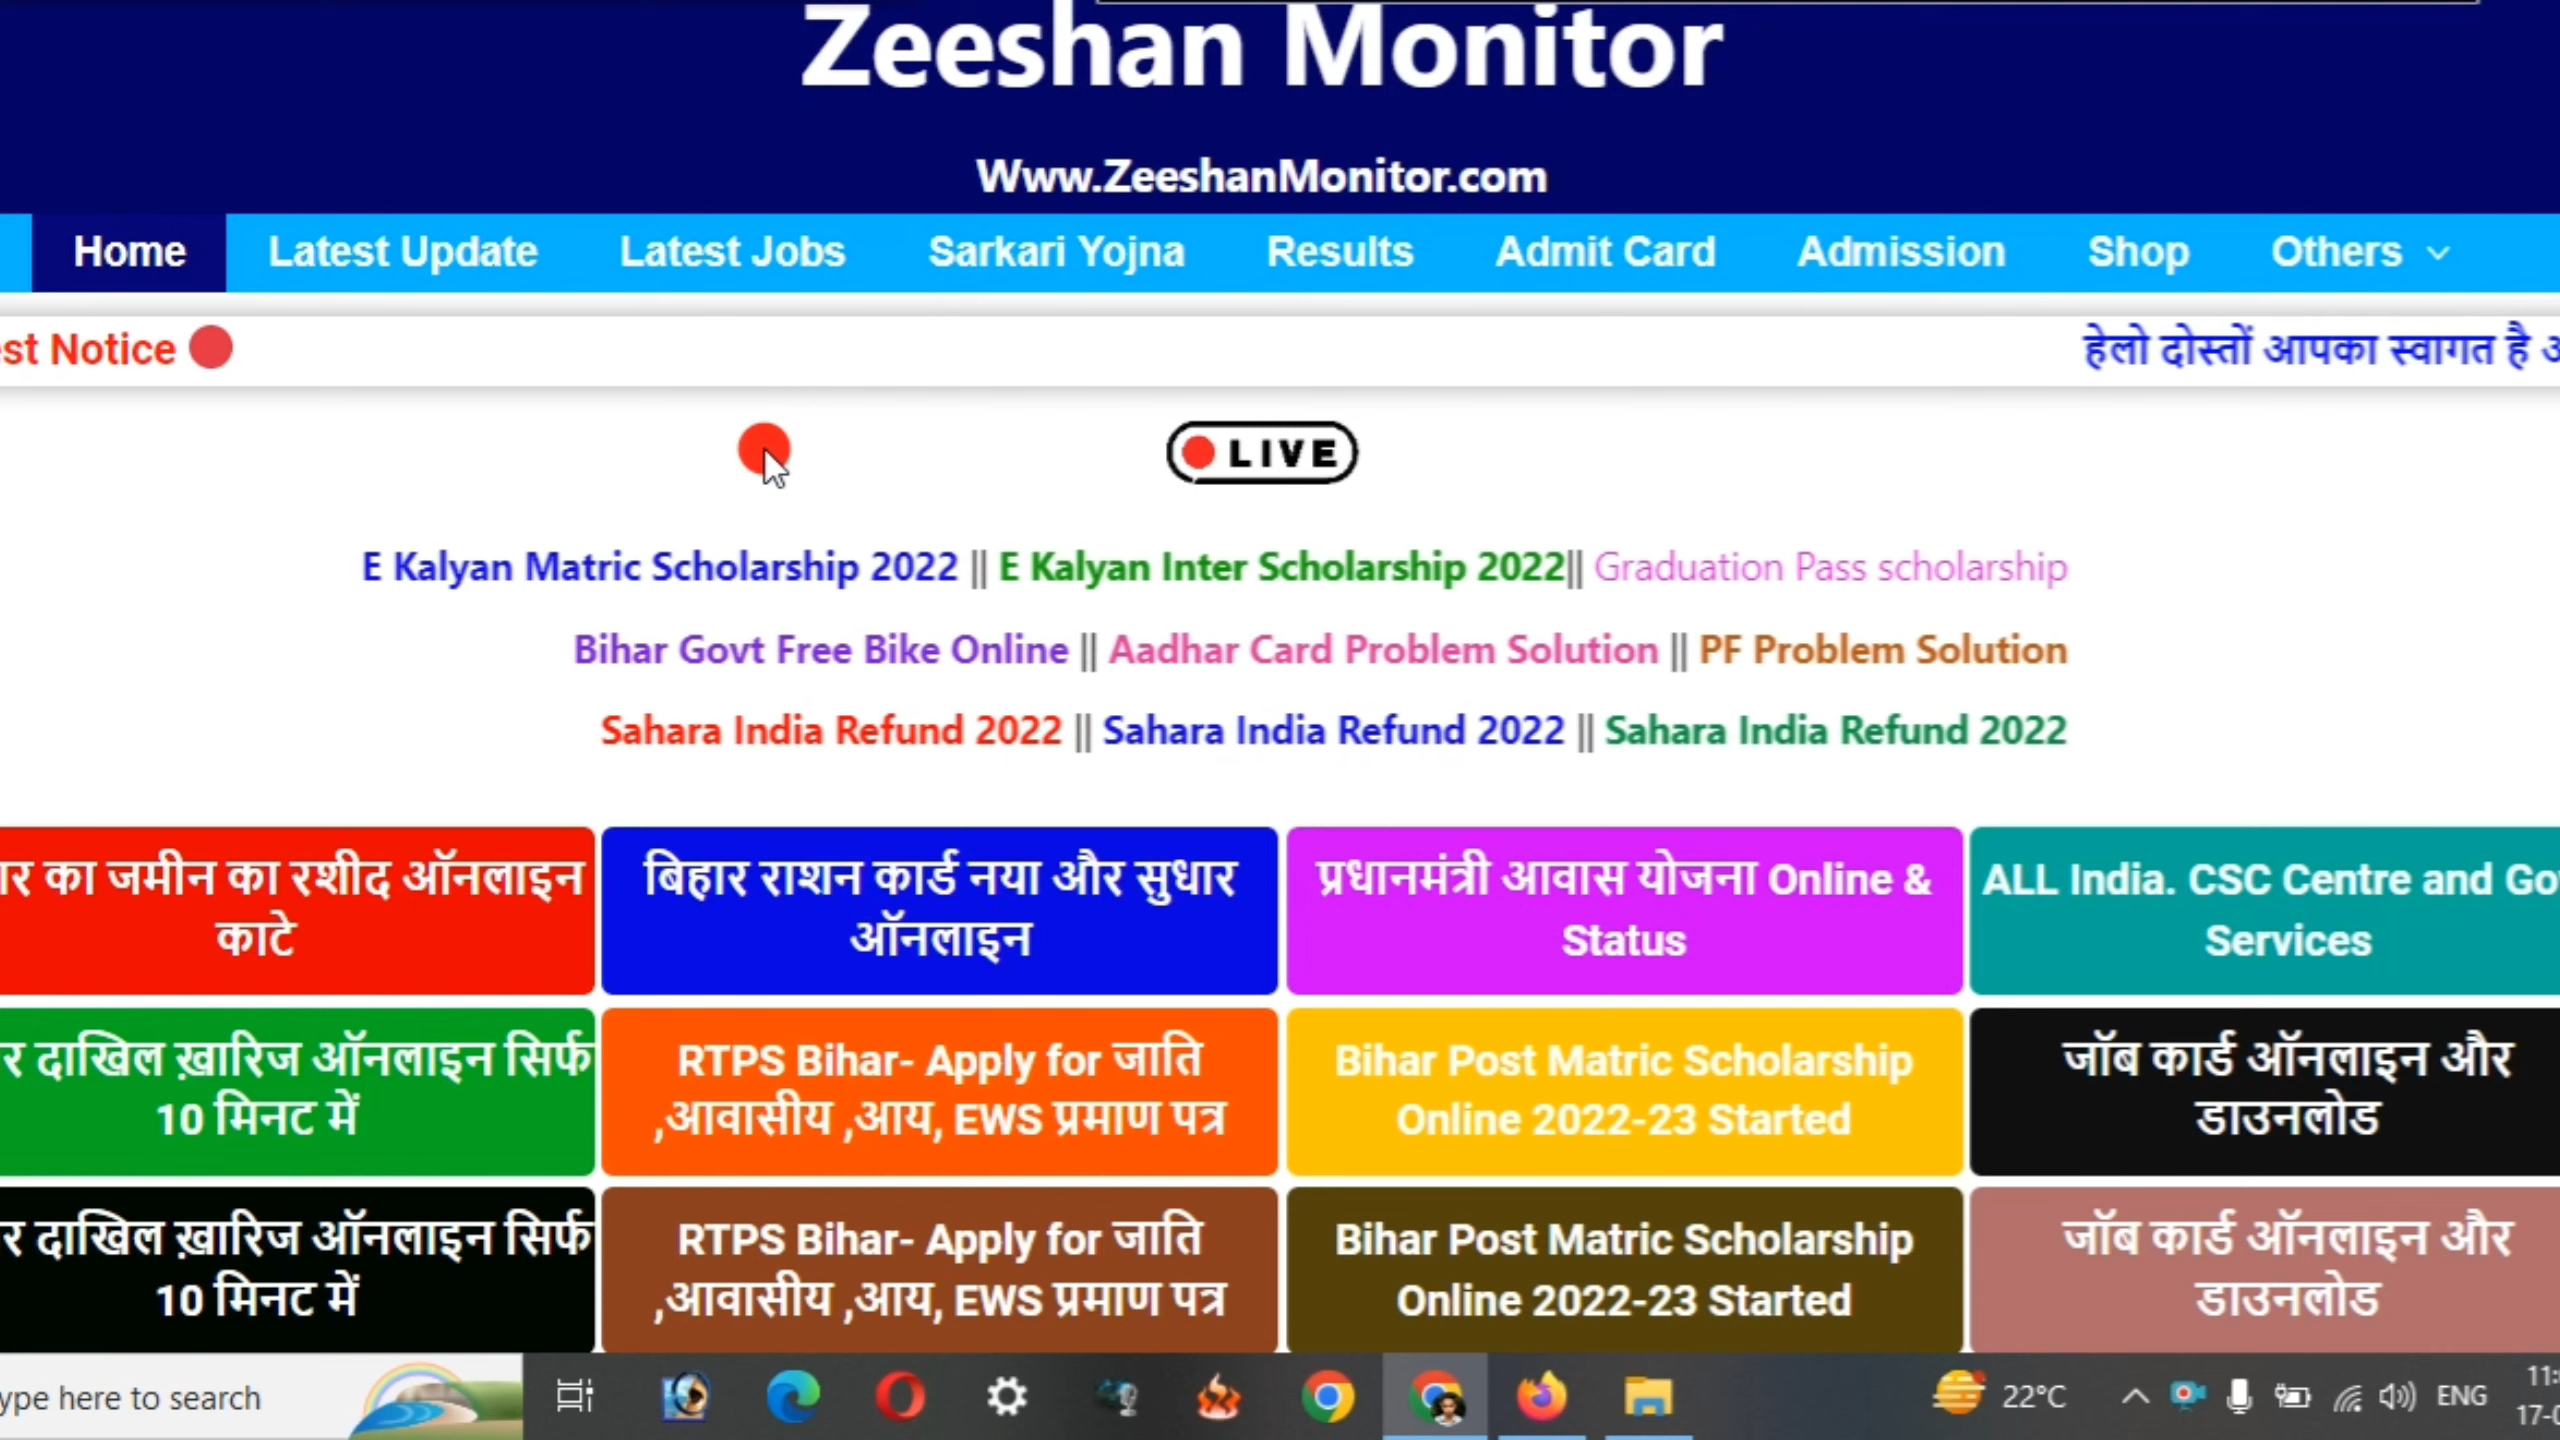 Zeeshan Monitor
Www.ZeeshanMonitor.com
Home Latest Update Latest Jobs Sarkari Yojna Results Admit Card Admission Shop Others
Notice हेलो दोस्तों आपका स्वागत है
LIVE
E Kalyan Matric Scholarship 2022 || E Kalyan Inter Scholarship 2022|| Graduation Pass scholarship
Bihar Govt Free Bike Online || Aadhar Card Problem Solution || PF Problem Solution
Sahara India Refund 2022 || Sahara India Refund 2022 || Sahara India Refund 2022
का जमीन का रशीद ऑनलाइन
काटे
बिहार राशन कार्ड नया और सुधार
ऑनलाइन
प्रधानमंत्री आवास योजना Online &
Status
ALL India. CSC Centre and
Services
दाखिल ख़ारिज ऑनलाइन सिर्फ
10 मिनट में
RTPS Bihar- Apply for जाति
,आवासीय ,आय, EWS प्रमाण पत्र
Bihar Post Matric Scholarship
Online 2022-23 Started
जॉब कार्ड ऑनलाइन और
डाउनलोड
दाखिल ख़ारिज ऑनलाइन सिर्फ
10 मिनट में
RTPS Bihar- Apply for जाति
,आवासीय ,आय, EWS प्रमाण पत्र
Bihar Post Matric Scholarship
Online 2022-23 Started
जॉब कार्ड ऑनलाइन और
डाउनलोड
here to search
22°C
ENG